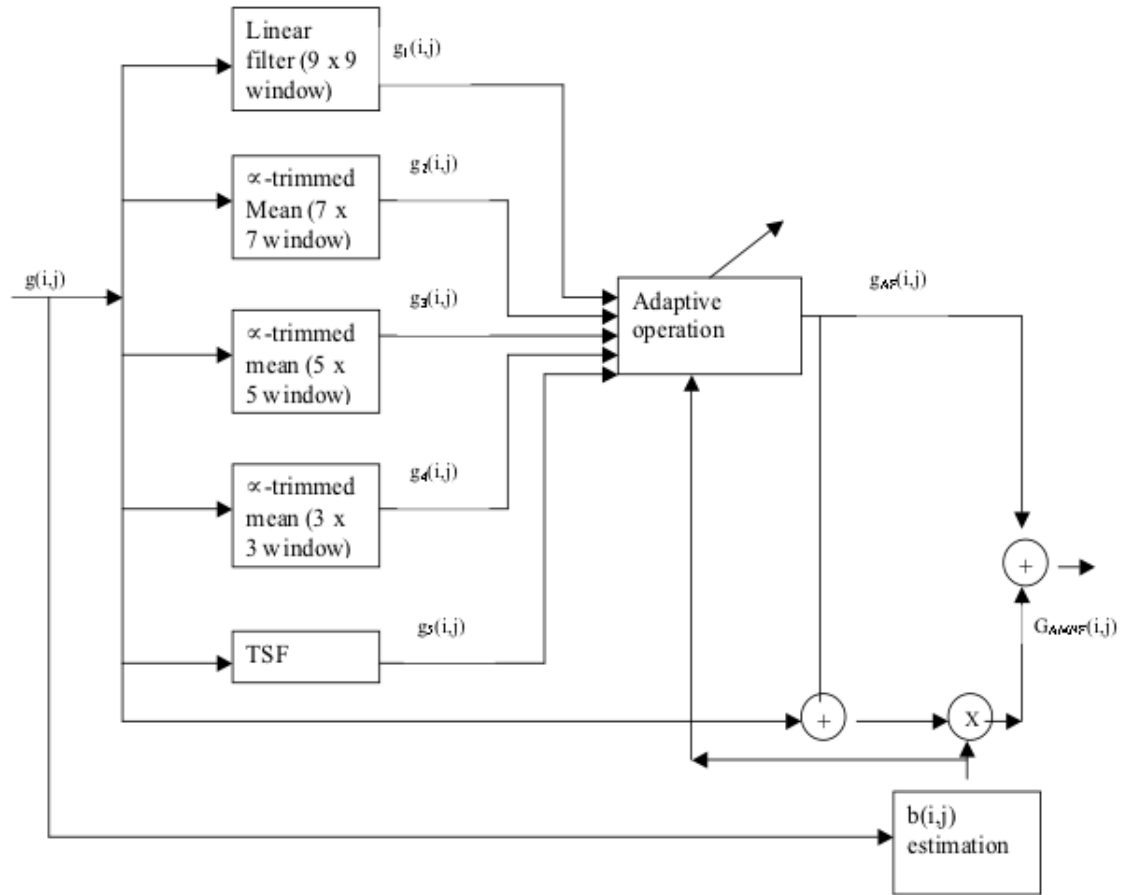 Linear
filter (9 x 9
window)
g1(i,j)
∝-trimmed
Mean (7 x
7 window)
g2(i,j)
g(i,j)
∝-trimmed
mean (5 x
5 window)
g3(i,j)
Adaptive
operation
gAF(i,j)
∝-trimmed
mean (3 x
3 window)
g4(i,j)
+
TSF
g5(i,j)
+
X
b(i,j)
estimation